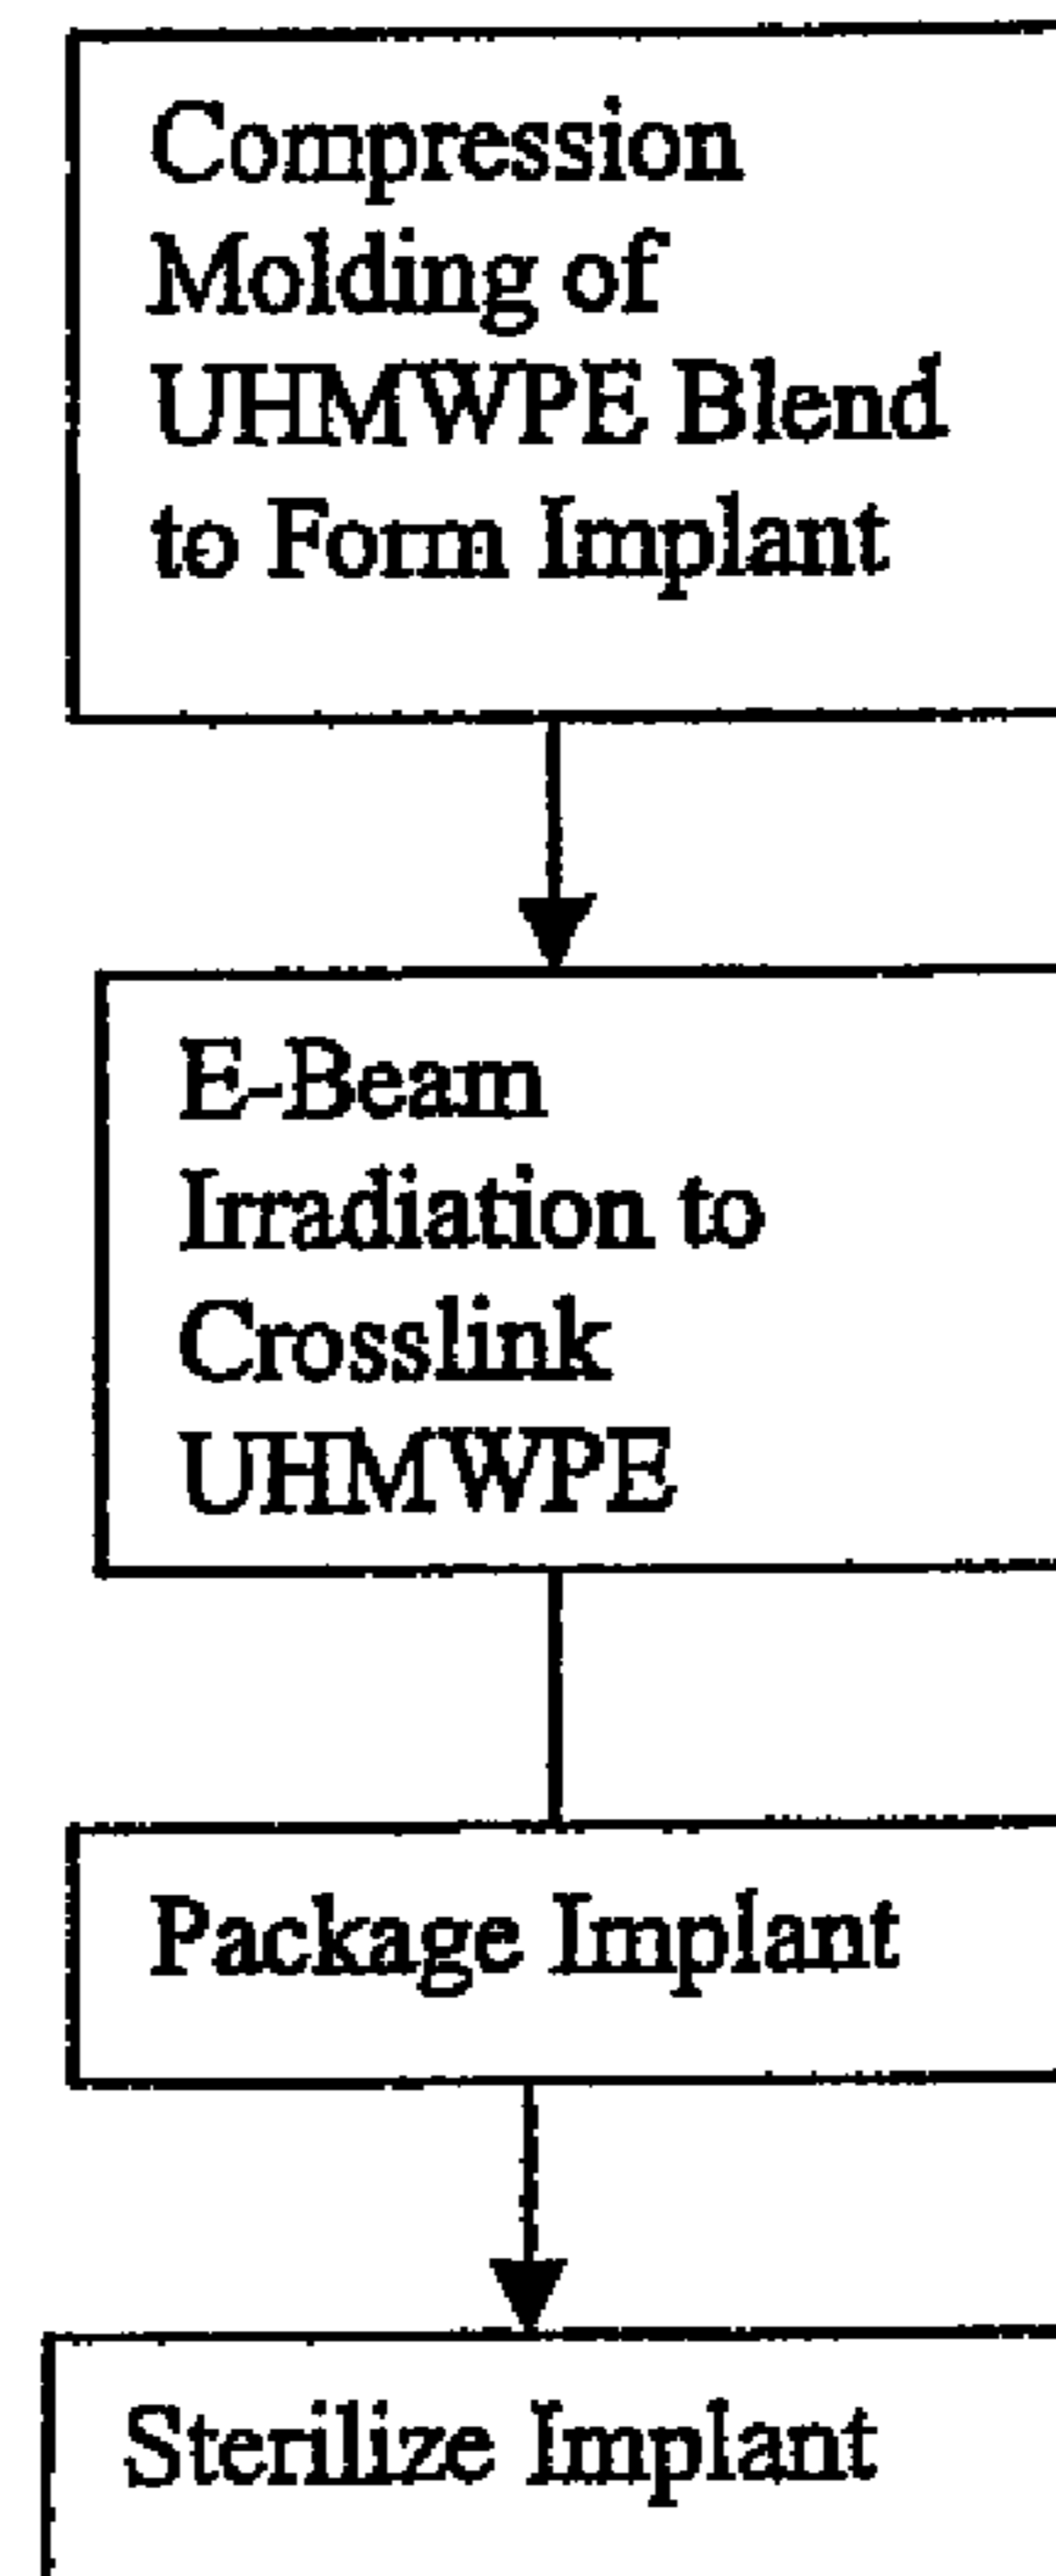 Compression
Molding of
UHMWPE Blend
to Form Implant
E-Beam
Irradiation to
Crosslink
UHMWPE
Package Implant
Sterilize Implant